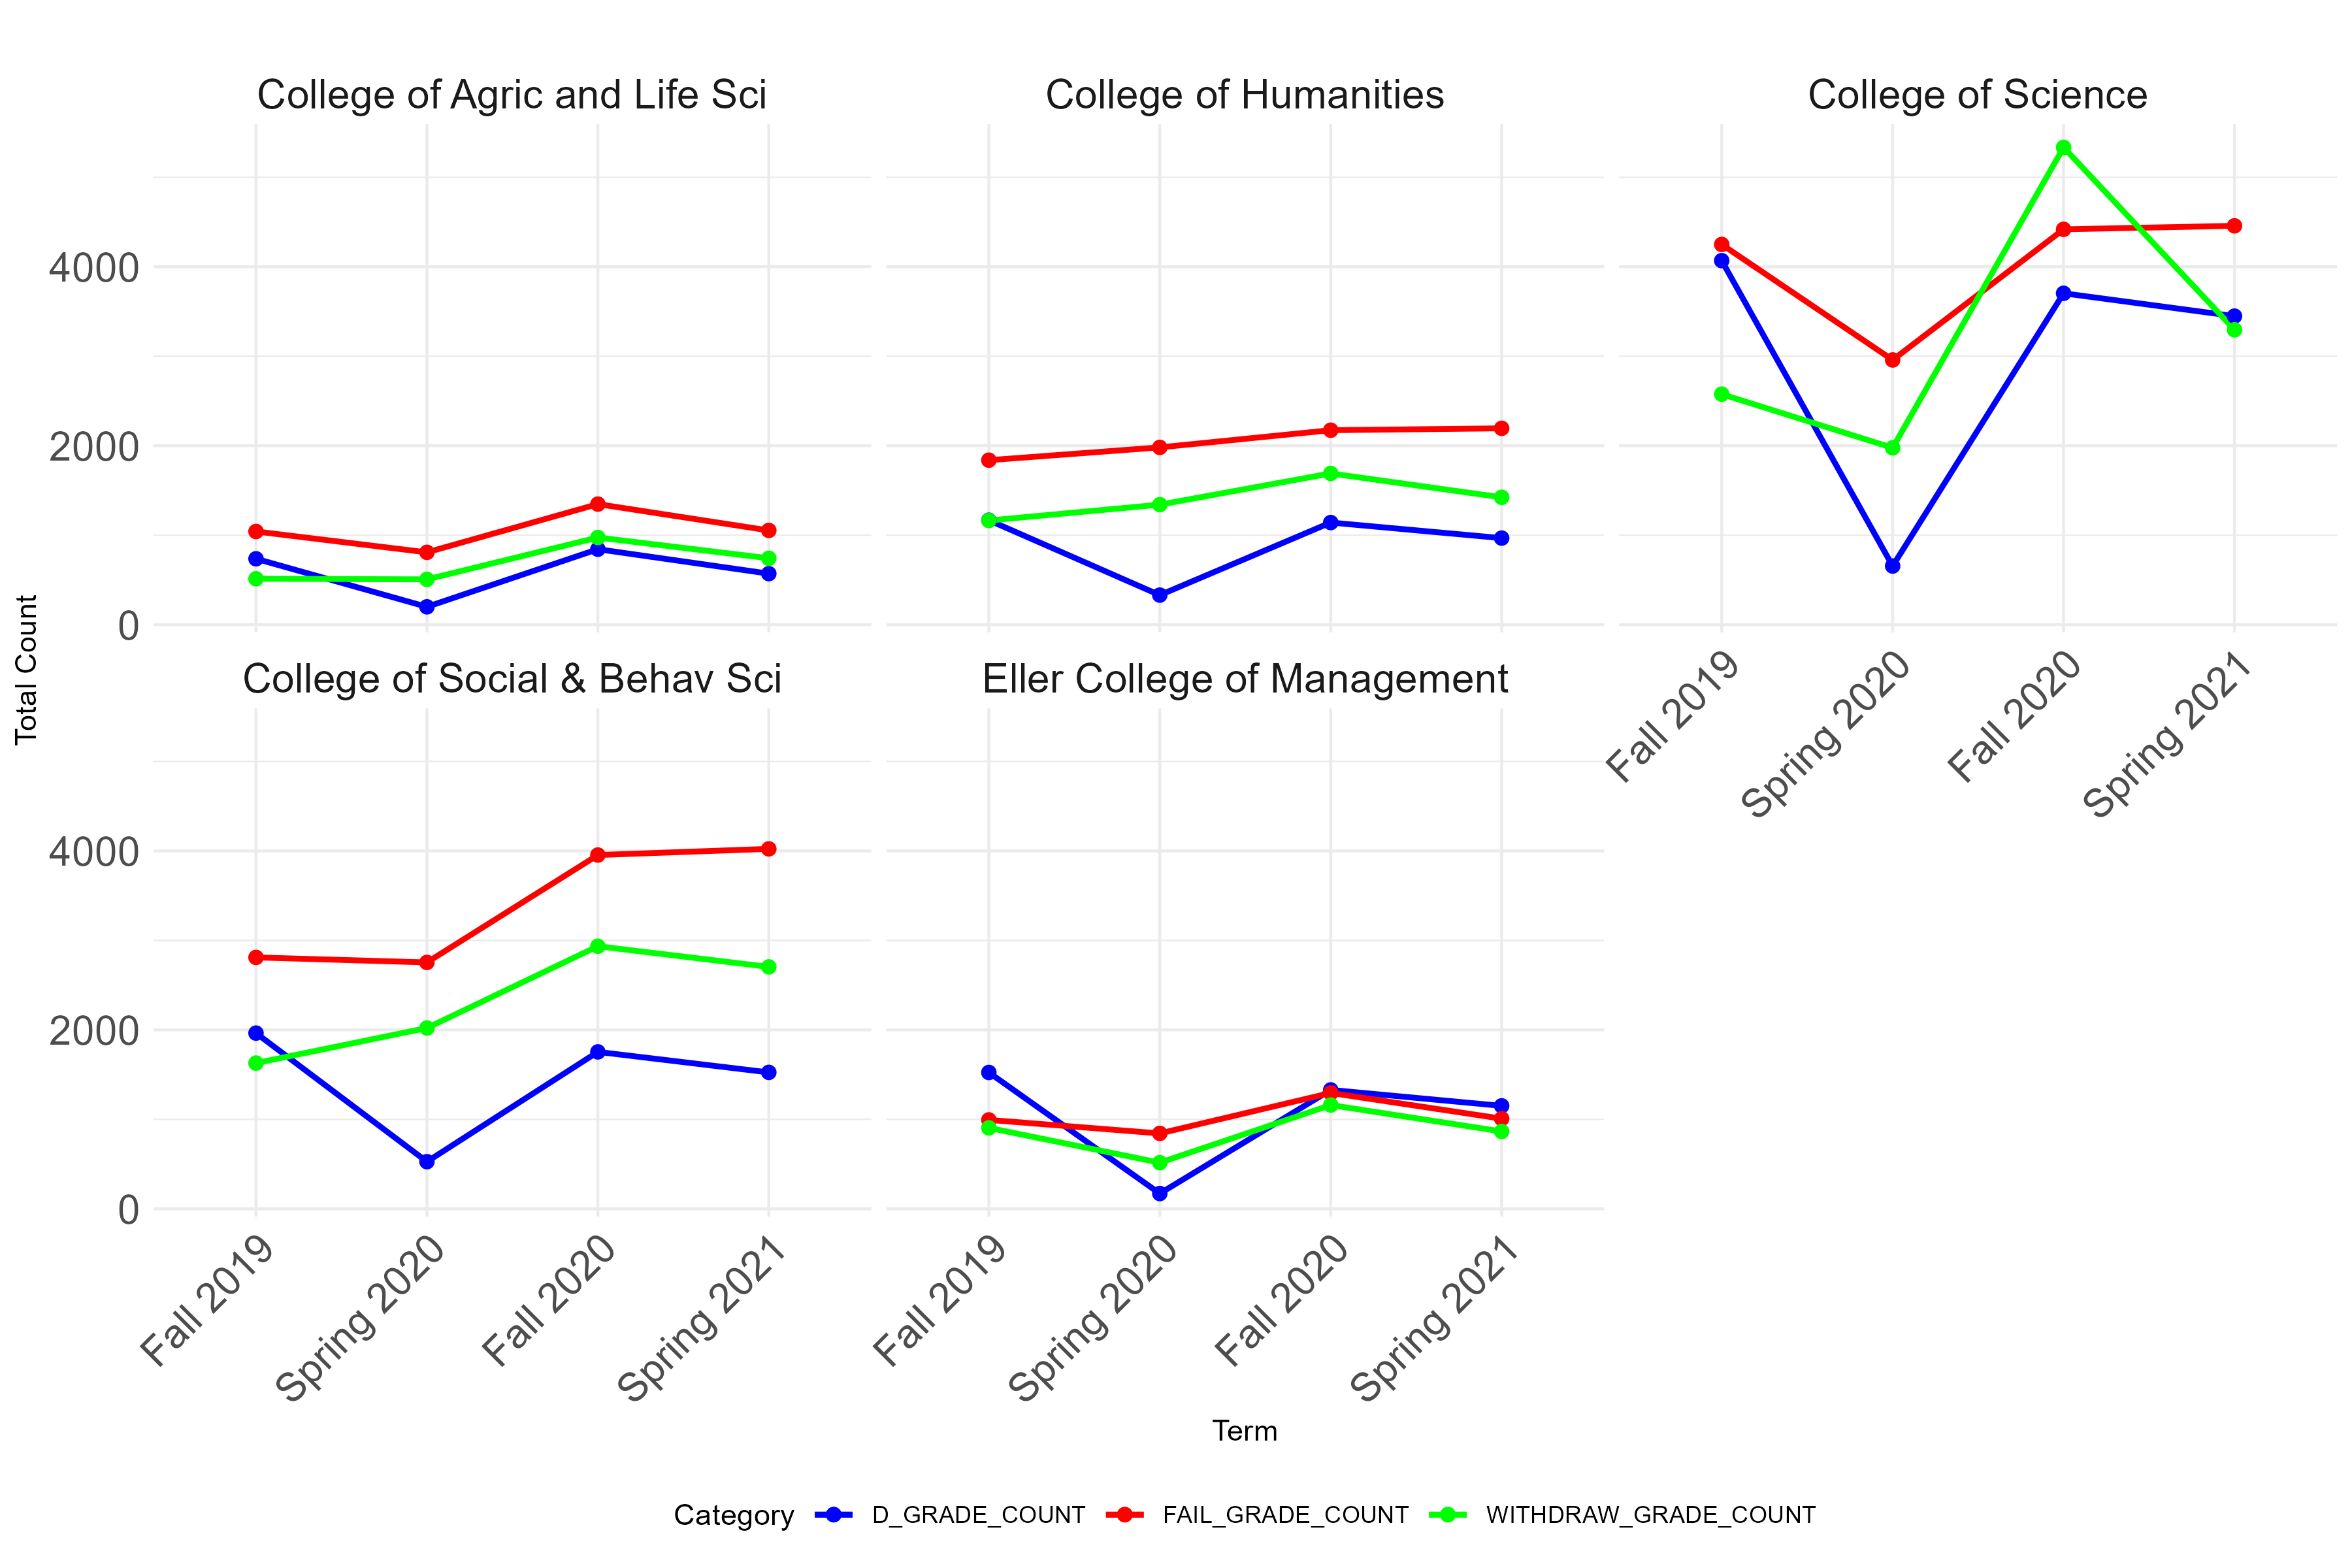 College of Agric and Life Sci
College of Humanities
College of Science
4000
2000
0
Fall 2019
Spring 2020
Fall 2020
Spring 2021
College of Social & Behav Sci
Eller College of Management
Total Count
4000
2000
0
Fall 2019
Spring 2020
Fall 2020
Spring 2021
Fall 2019
Spring 2020
Fall 2020
Spring 2021
Term
Category D_GRADE_COUNT FAIL_GRADE_COUNT WITHDRAW_GRADE_COUNT